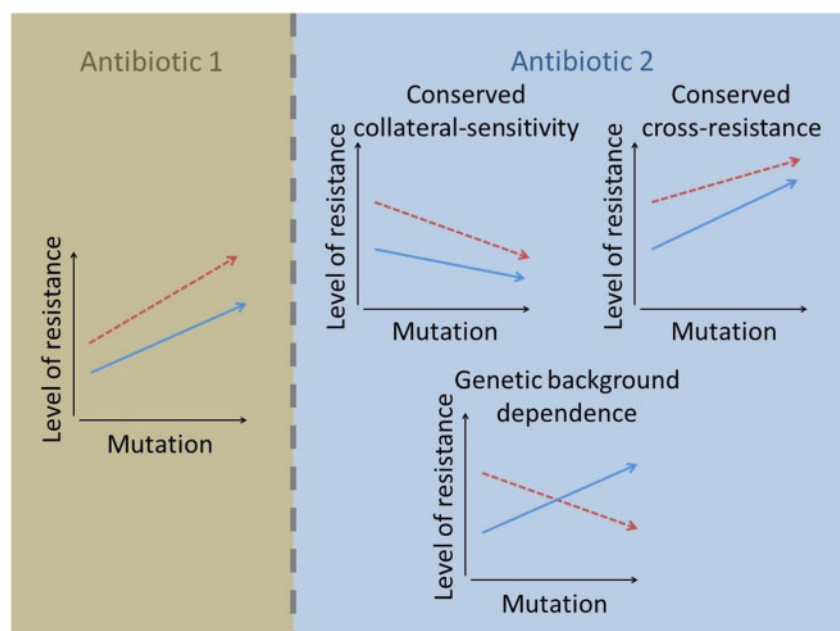 Antibiotic 1
Level of resistance
Mutation
Antibiotic 2
Conserved
collateral-sensitivity
Level of resistance
Mutation
Conserved
cross-resistance
Level of resistance
Mutation
Genetic background
dependence
Level of resistance
Mutation